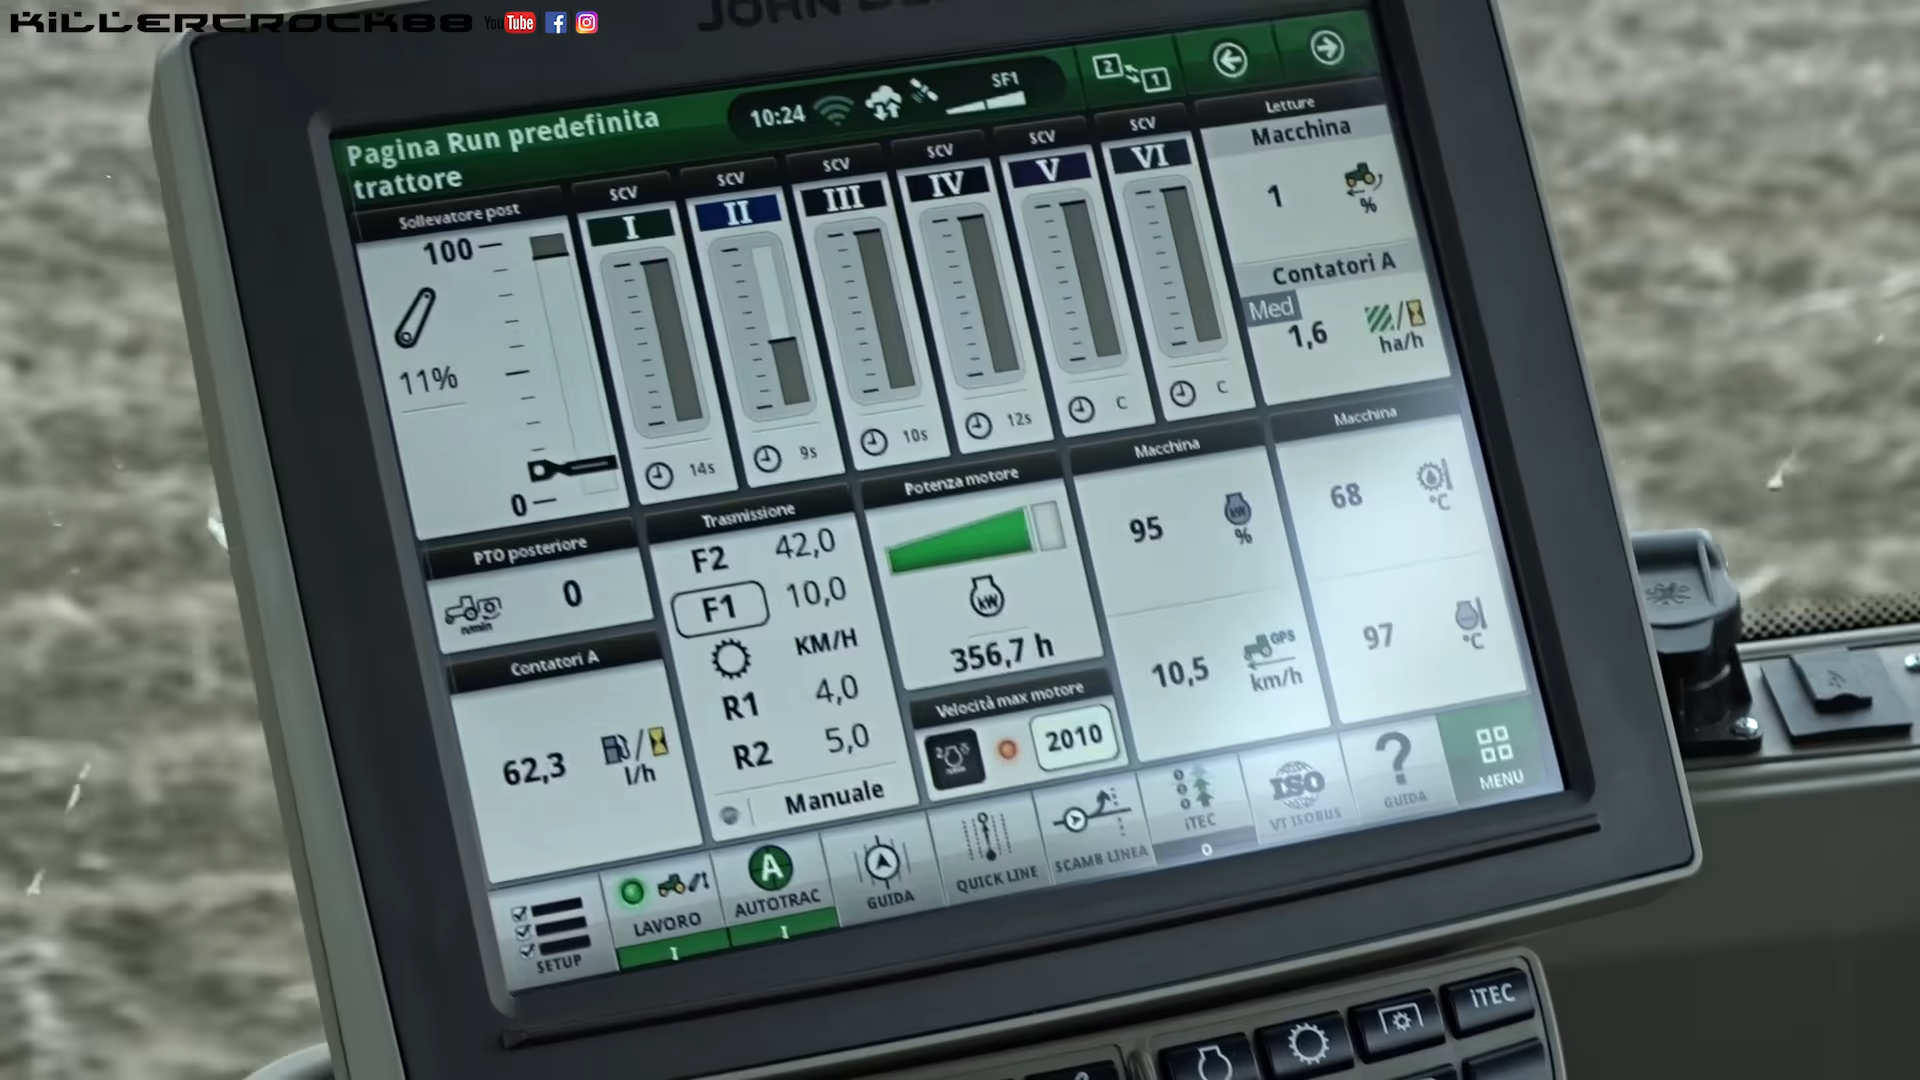 KILLERCROCK88 YouTube
JOHN DEERE
Pagina Run predefinita
trattore
10:24
SF1
2
1
Sollevatore post
100
11%
0
SCV
I
14s
SCV
II
9s
SCV
III
10s
SCV
IV
12s
SCV
V
C
SCV
VI
C
Letture
Macchina
1
%
Contatori A
Med
1,6
ha/h
PTO posteriore
0
n/min
Contatori A
62,3
l/h
Trasmissione
F2 42,0
F1 10,0
KM/H
R1 4,0
R2 5,0
Manuale
Potenza motore
kW
356,7 h
Velocità max motore
2010
Macchina
95
kW
%
10,5
GPS
km/h
Macchina
68
°C
97
°C
SETUP
LAVORO
I
A
AUTOTRAC
I
GUIDA
QUICK LINE
SCAMB LINEA
iTEC
0
ISO
VT ISOBUS
?
GUIDA
MENU
iTEC